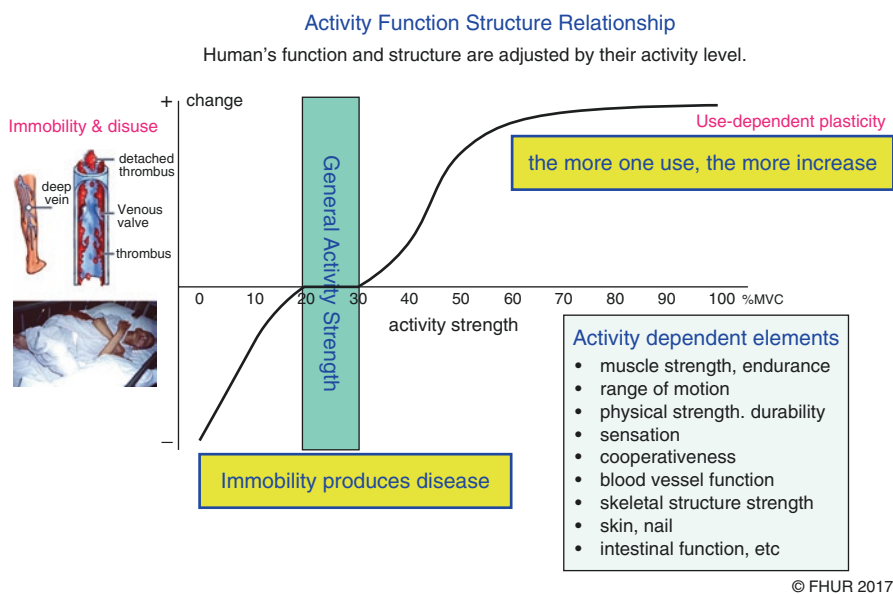 Activity Function Structure Relationship
Human's function and structure are adjusted by their activity level.
+ change
Immobility & disuse
detached
thrombus
deep
vein
Venous
valve
thrombus
General Activity Strength
Use-dependent plasticity
the more one use, the more increase
0 10 20 30 40 50 60 70 80 90 100 %MVC
activity strength
−
Immobility produces disease
Activity dependent elements
• muscle strength, endurance
• range of motion
• physical strength. durability
• sensation
• cooperativeness
• blood vessel function
• skeletal structure strength
• skin, nail
• intestinal function, etc
© FHUR 2017